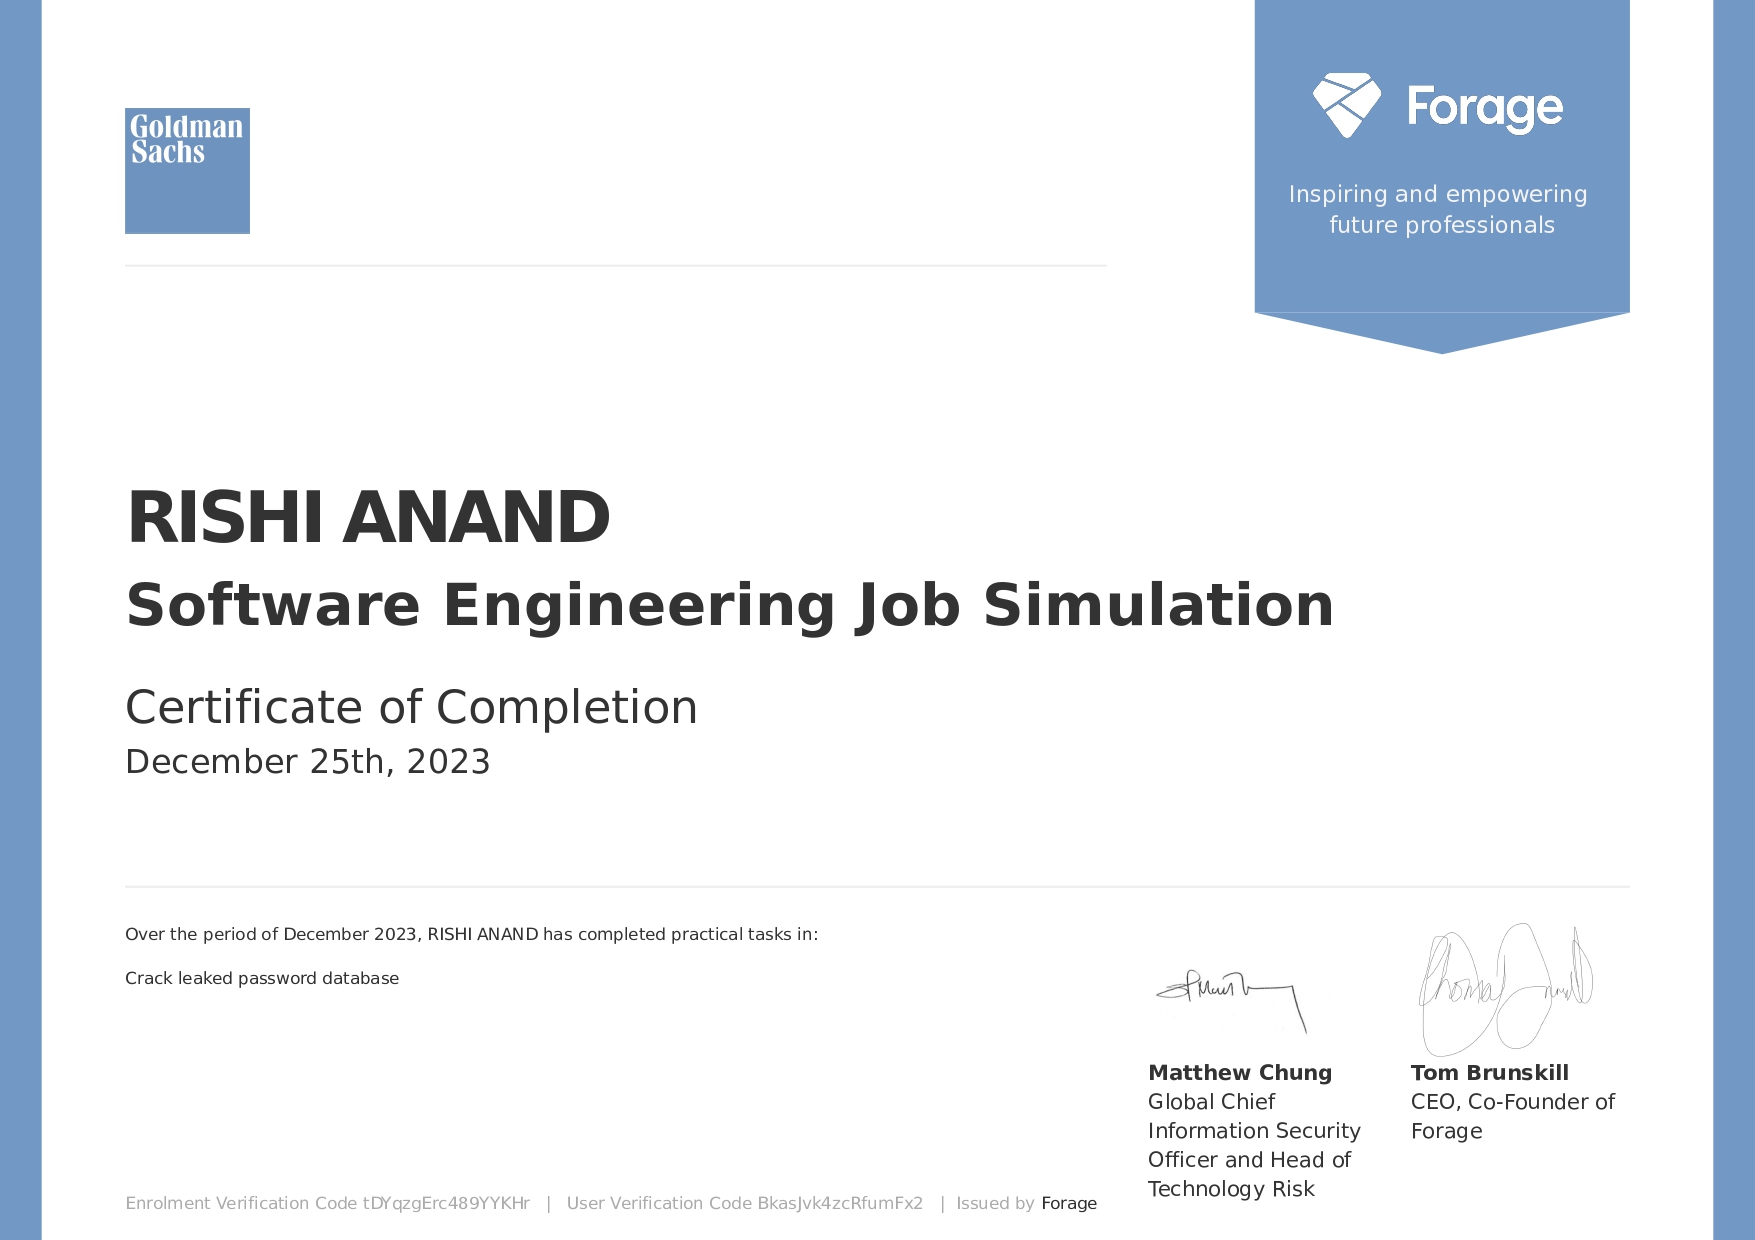 Goldman
Sachs
Forage
Inspiring and empowering
future professionals
RISHI ANAND
Software Engineering Job Simulation
Certificate of Completion
December 25th, 2023
Over the period of December 2023, RISHI ANAND has completed practical tasks in:
Crack leaked password database
Matthew Chung
Global Chief
Information Security
Officer and Head of
Technology Risk
Tom Brunskill
CEO, Co-Founder of
Forage
Enrolment Verification Code tDYqzgErc489YYKHr | User Verification Code BkasJvk4zcRfumFx2 | Issued by Forage